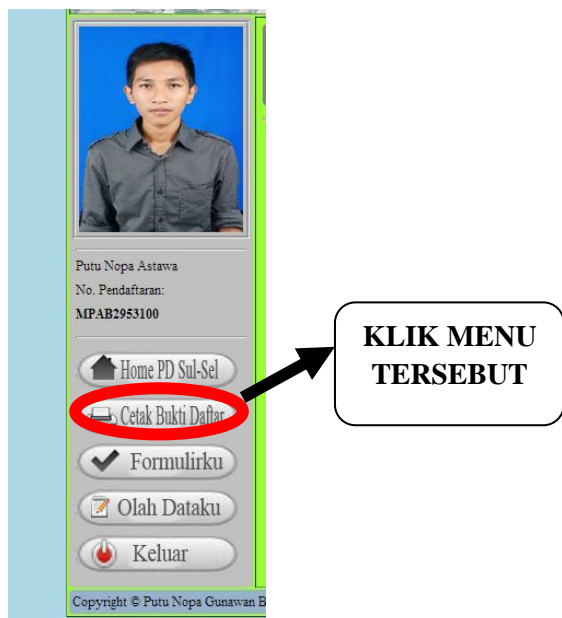 Putu Nopa Astawa
No. Pendaftaran:
MPAB2953100
Home PD Sul-Sel
Cetak Bukti Daftar
Formulirku
Olah Dataku
Keluar
Copyright © Putu Nopa Gunawan B
KLIK MENU
TERSEBUT